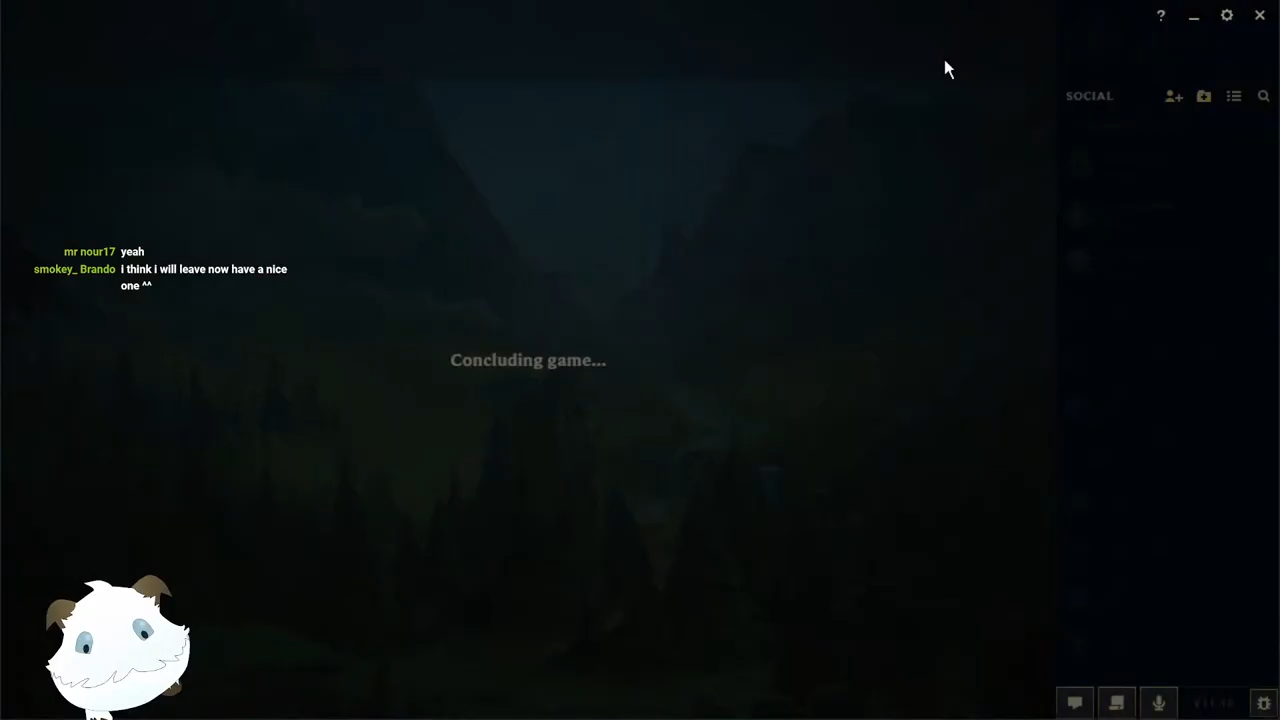 ?
SOCIAL
mr nour17 yeah
smokey_ Brando i think i will leave now have a nice
one ^^
Concluding game...